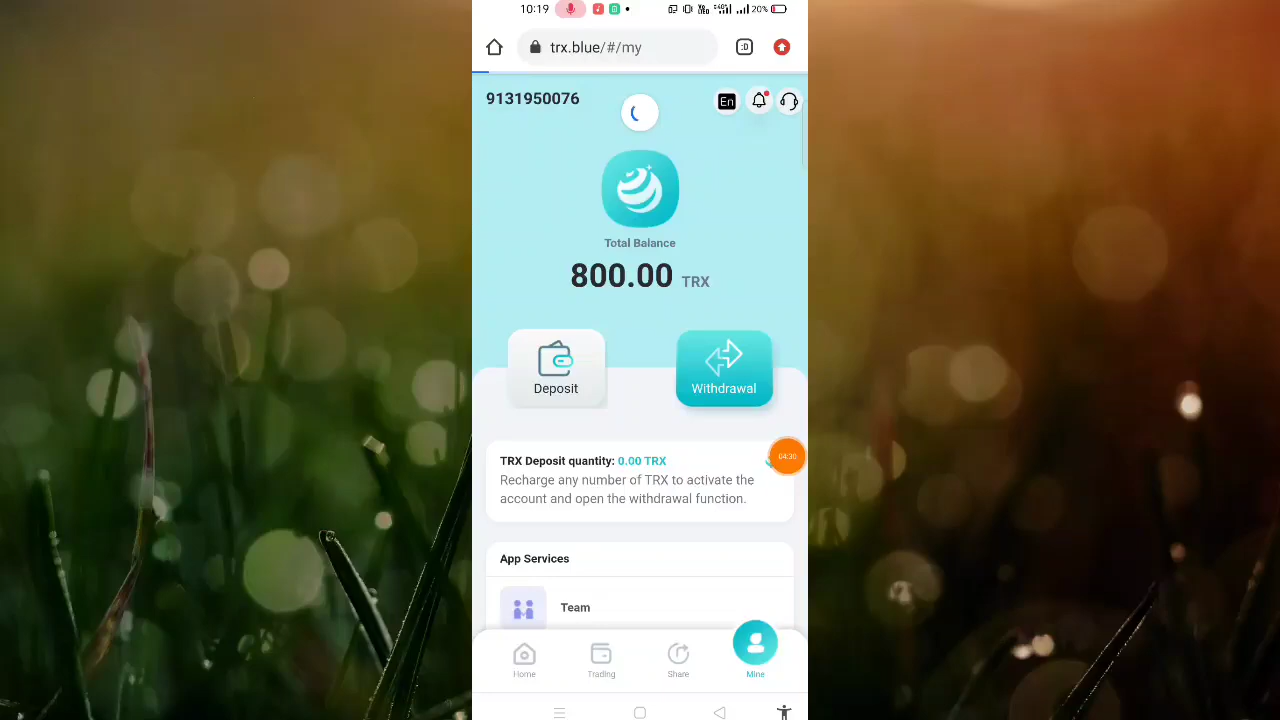 10:19
20%
trx.blue/#/my
:D
9131950076
En
Total Balance
800.00 TRX
Deposit
Withdrawal
TRX Deposit quantity: 0.00 TRX
04:30
Recharge any number of TRX to activate the
account and open the withdrawal function.
App Services
Team
Home
Trading
Share
Mine